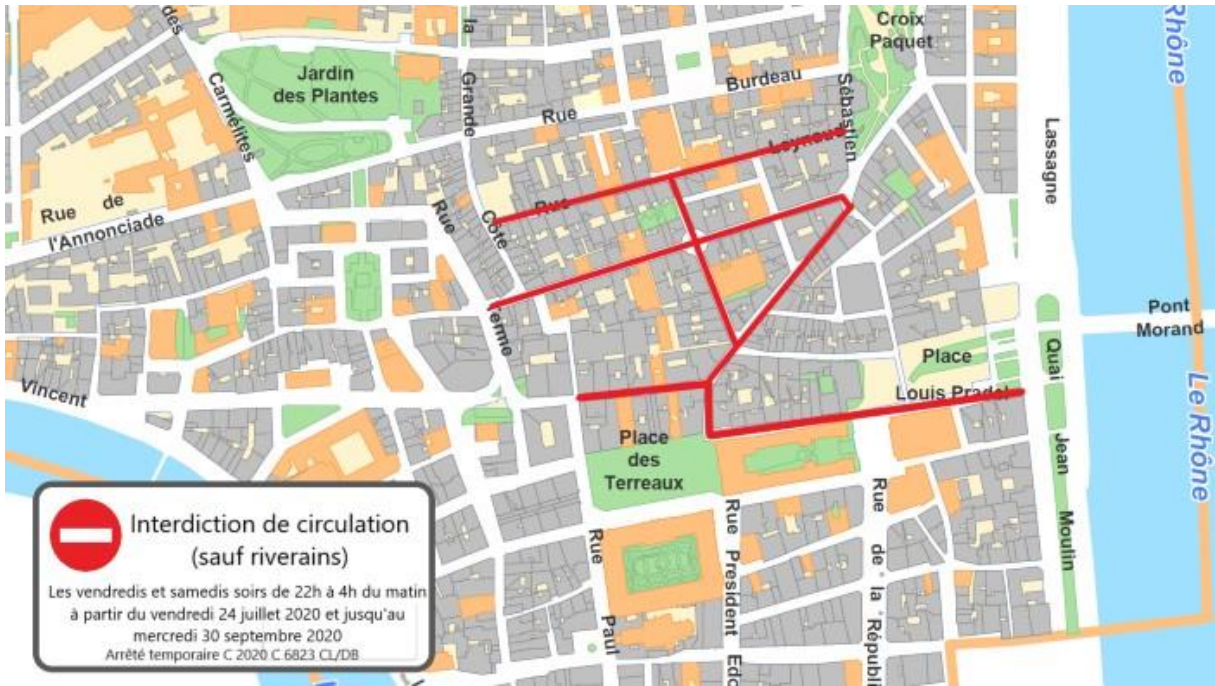 des
Carmélites
Jardin
des Plantes
la
Grande
Côte
Rue
Burdeau
Croix
Paquet
Sébastien
Rhône
Lassagne
Rue
Leynaud
Rue de
l'Annonciade
Rue
Terme
Vincent
Pont
Morand
Place
Louis Pradel
Quai
Jean
Moulin
Le Rhône
Place
des
Terreaux
Rue
Paul
Rue
President
Edo
Rue
de
la
Républi
Interdiction de circulation
(sauf riverains)
Les vendredis et samedis soirs de 22h à 4h du matin
à partir du vendredi 24 juillet 2020 et jusqu'au
mercredi 30 septembre 2020
Arrêté temporaire C 2020 C 6823 CL/DB